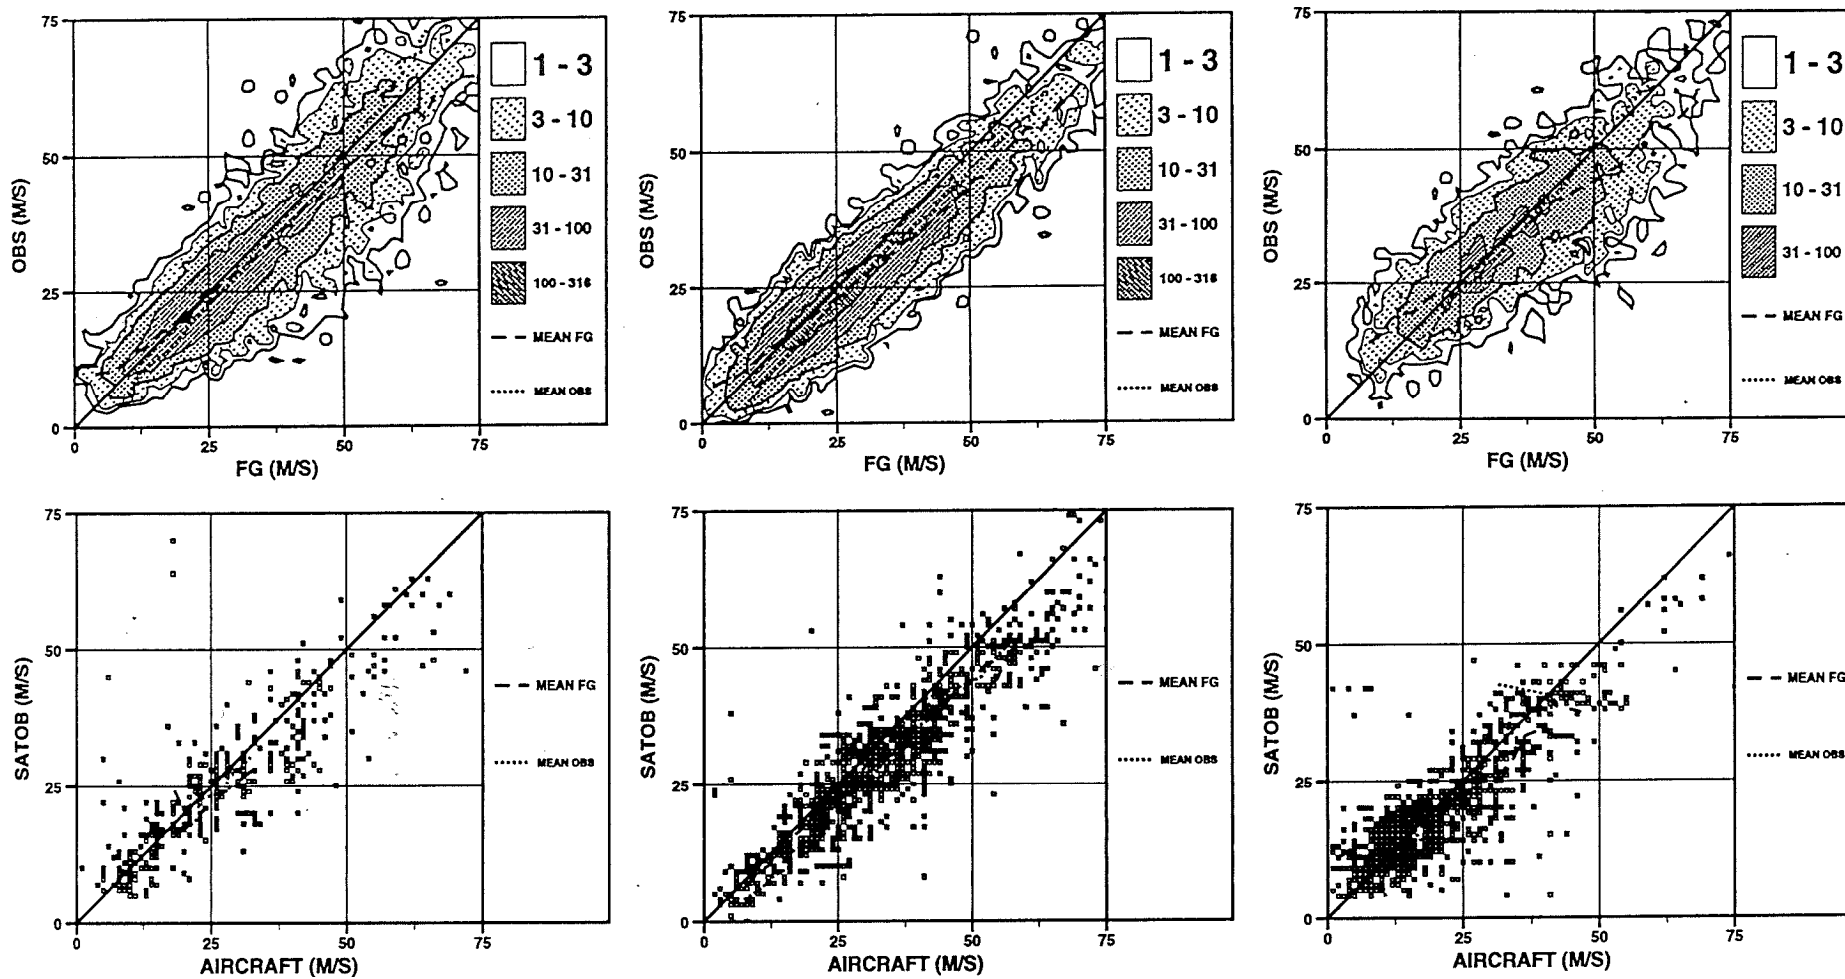 75
50
25
0
OBS (M/S)
0
25
50
75
FG (M/S)
1 - 3
3 - 10
10 - 31
31 - 100
100 - 316
MEAN FG
MEAN OBS
75
50
25
0
OBS (M/S)
0
25
50
75
FG (M/S)
1 - 3
3 - 10
10 - 31
31 - 100
100 - 316
MEAN FG
MEAN OBS
75
50
25
0
OBS (M/S)
0
25
50
75
FG (M/S)
1 - 3
3 - 10
10 - 31
31 - 100
MEAN FG
MEAN OBS
75
50
25
0
SATOB (M/S)
0
25
50
75
AIRCRAFT (M/S)
MEAN FG
MEAN OBS
75
50
25
0
SATOB (M/S)
0
25
50
75
AIRCRAFT (M/S)
MEAN FG
MEAN OBS
75
50
25
0
SATOB (M/S)
0
25
50
75
AIRCRAFT (M/S)
MEAN FG
MEAN OBS